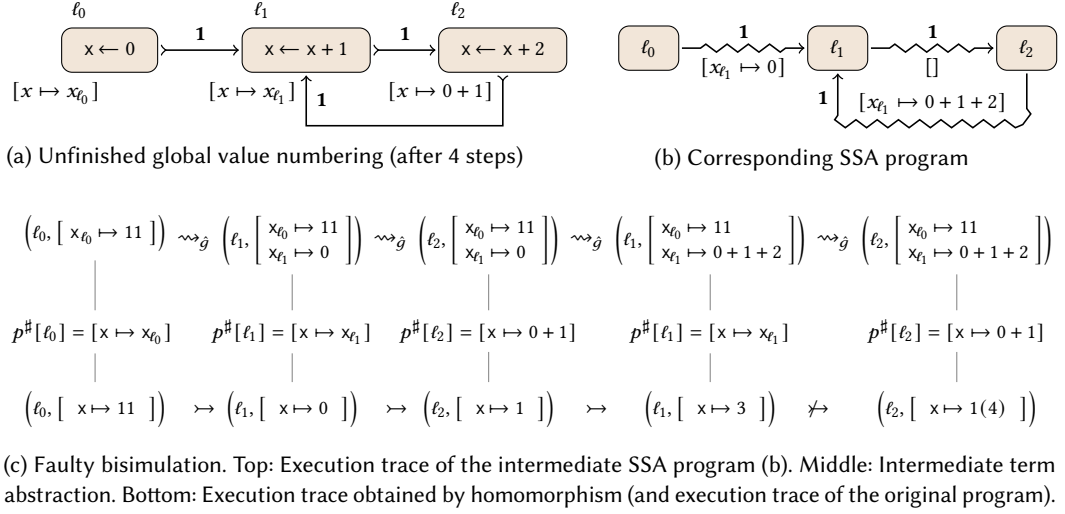 ℓ0 ℓ1 ℓ2
x ← 0 1 x ← x + 1 1 x ← x + 2
[x ↦ xℓ0] [x ↦ xℓ1] 1 [x ↦ 0 + 1]
(a) Unfinished global value numbering (after 4 steps)
ℓ0 1 ℓ1 1 ℓ2
[xℓ1 ↦ 0] []
1 [xℓ1 ↦ 0 + 1 + 2]
(b) Corresponding SSA program
(ℓ0, [ xℓ0 ↦ 11 ]) ⇝ĝ (ℓ1, [ xℓ0 ↦ 11 xℓ1 ↦ 0 ]) ⇝ĝ (ℓ2, [ xℓ0 ↦ 11 xℓ1 ↦ 0 ]) ⇝ĝ (ℓ1, [ xℓ0 ↦ 11 xℓ1 ↦ 0 + 1 + 2 ]) ⇝ĝ (ℓ2, [ xℓ0 ↦ 11 xℓ1 ↦ 0 + 1 + 2 ])
p♯[ℓ0] = [x ↦ xℓ0] p♯[ℓ1] = [x ↦ xℓ1] p♯[ℓ2] = [x ↦ 0 + 1] p♯[ℓ1] = [x ↦ xℓ1] p♯[ℓ2] = [x ↦ 0 + 1]
(ℓ0, [ x ↦ 11 ]) ↣ (ℓ1, [ x ↦ 0 ]) ↣ (ℓ2, [ x ↦ 1 ]) ↣ (ℓ1, [ x ↦ 3 ]) ↣̸ (ℓ2, [ x ↦ 1(4) ])
(c) Faulty bisimulation. Top: Execution trace of the intermediate SSA program (b). Middle: Intermediate term
abstraction. Bottom: Execution trace obtained by homomorphism (and execution trace of the original program).